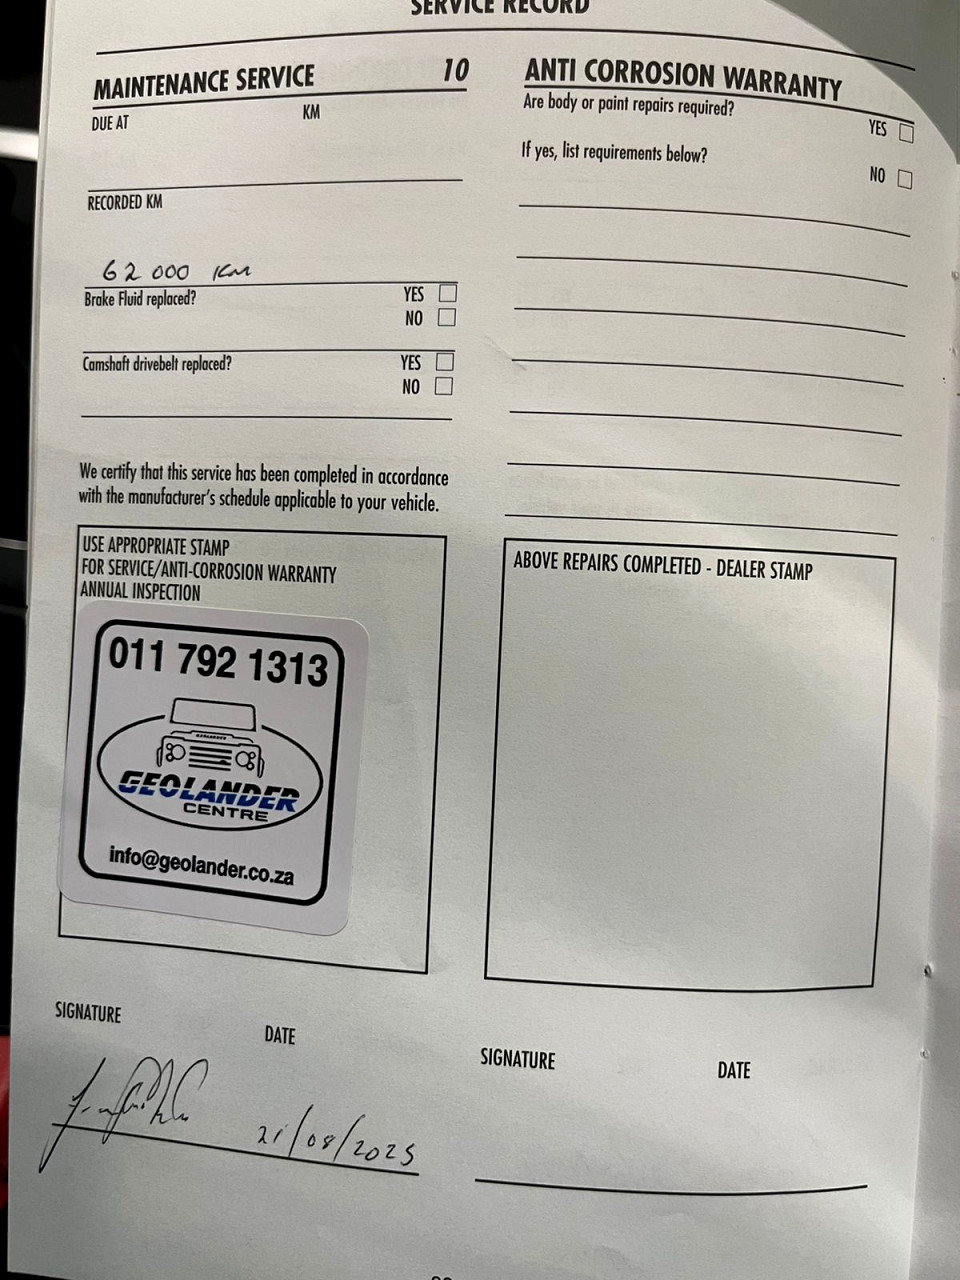 SERVICE RECORD
MAINTENANCE SERVICE 10
DUE AT KM
RECORDED KM
62 000 KM
Brake Fluid replaced? YES
NO
Camshaft drivebelt replaced? YES
NO
We certify that this service has been completed in accordance
with the manufacturer's schedule applicable to your vehicle.
USE APPROPRIATE STAMP
FOR SERVICE/ANTI-CORROSION WARRANTY
ANNUAL INSPECTION
011 792 1313
GEOLANDER
CENTRE
info@geolander.co.za
SIGNATURE DATE
21/08/2025
ANTI CORROSION WARRANTY
Are body or paint repairs required?
YES
If yes, list requirements below?
NO
ABOVE REPAIRS COMPLETED - DEALER STAMP
SIGNATURE DATE